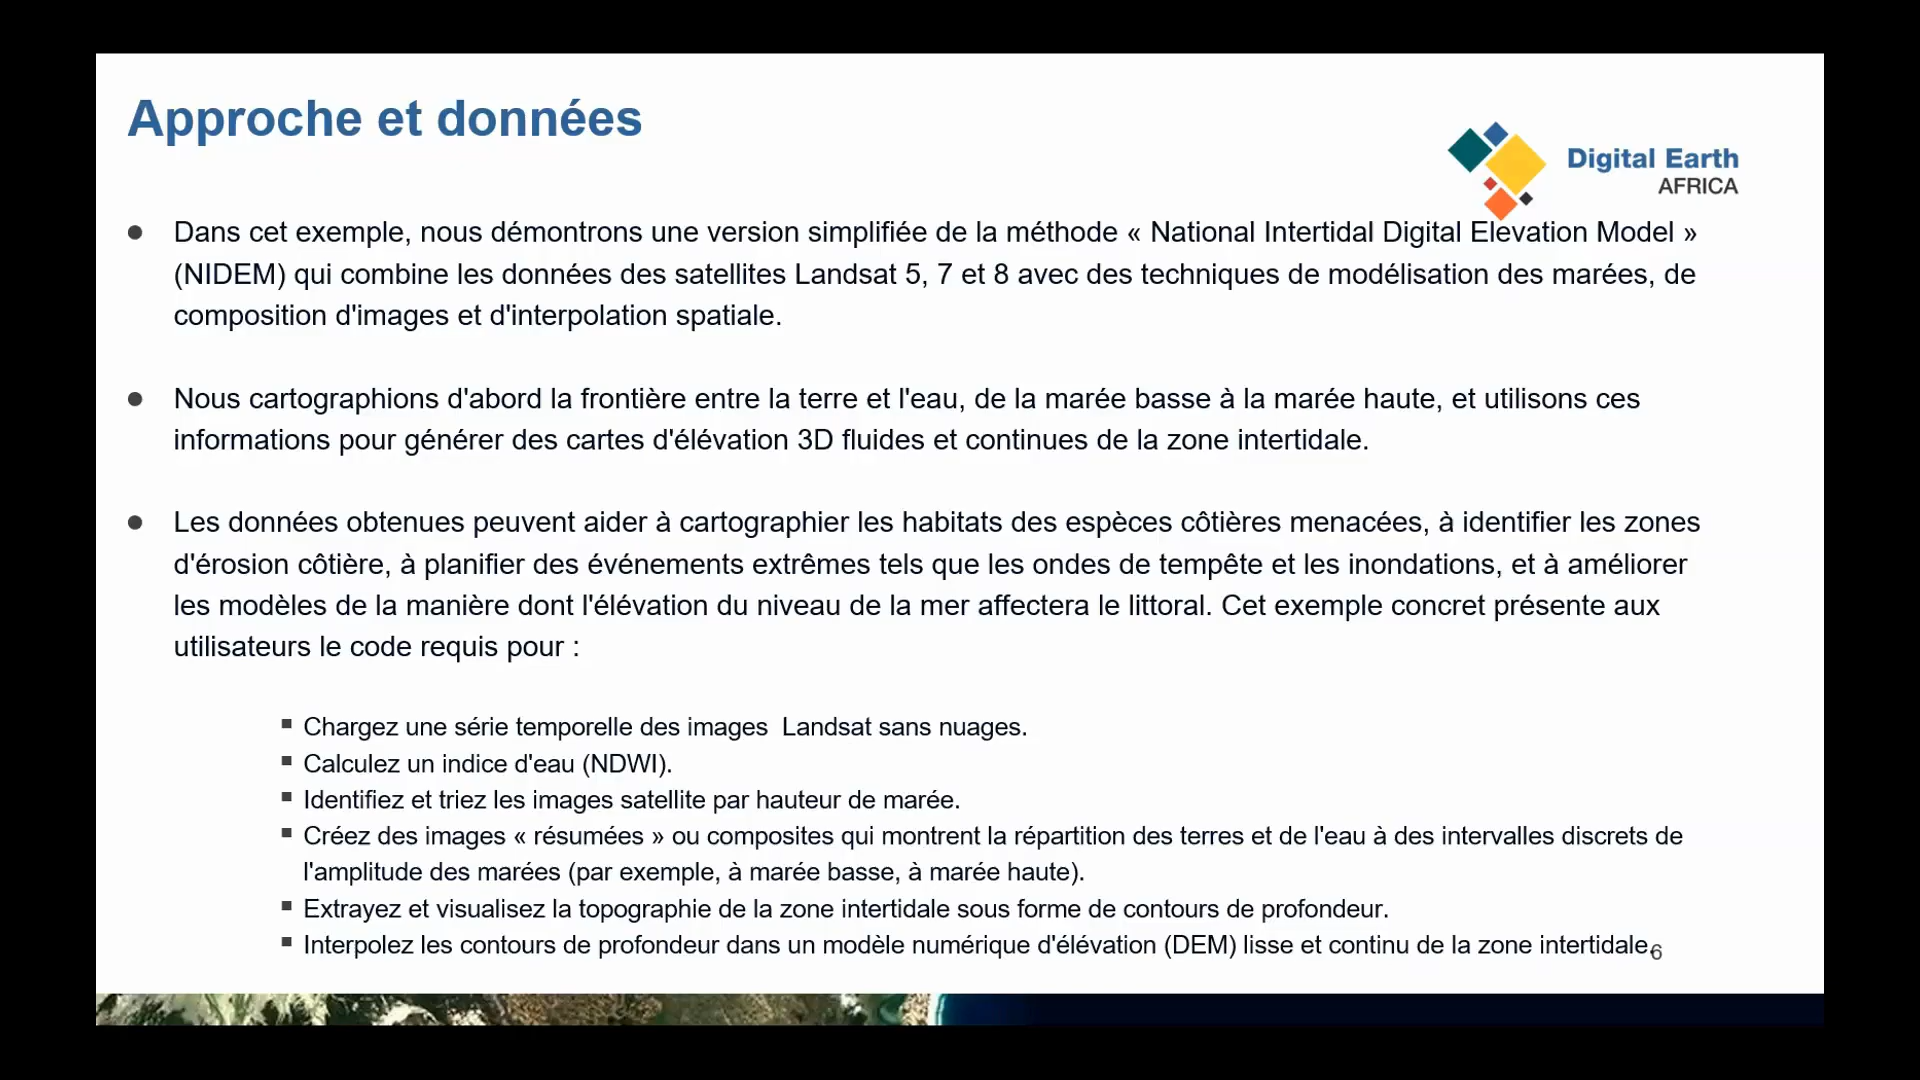 Approche et données
Digital Earth
AFRICA
● Dans cet exemple, nous démontrons une version simplifiée de la méthode « National Intertidal Digital Elevation Model »
(NIDEM) qui combine les données des satellites Landsat 5, 7 et 8 avec des techniques de modélisation des marées, de
composition d'images et d'interpolation spatiale.
● Nous cartographions d'abord la frontière entre la terre et l'eau, de la marée basse à la marée haute, et utilisons ces
informations pour générer des cartes d'élévation 3D fluides et continues de la zone intertidale.
● Les données obtenues peuvent aider à cartographier les habitats des espèces côtières menacées, à identifier les zones
d'érosion côtière, à planifier des événements extrêmes tels que les ondes de tempête et les inondations, et à améliorer
les modèles de la manière dont l'élévation du niveau de la mer affectera le littoral. Cet exemple concret présente aux
utilisateurs le code requis pour :
▪ Chargez une série temporelle des images  Landsat sans nuages.
▪ Calculez un indice d'eau (NDWI).
▪ Identifiez et triez les images satellite par hauteur de marée.
▪ Créez des images « résumées » ou composites qui montrent la répartition des terres et de l'eau à des intervalles discrets de
l'amplitude des marées (par exemple, à marée basse, à marée haute).
▪ Extrayez et visualisez la topographie de la zone intertidale sous forme de contours de profondeur.
▪ Interpolez les contours de profondeur dans un modèle numérique d'élévation (DEM) lisse et continu de la zone intertidale.
6